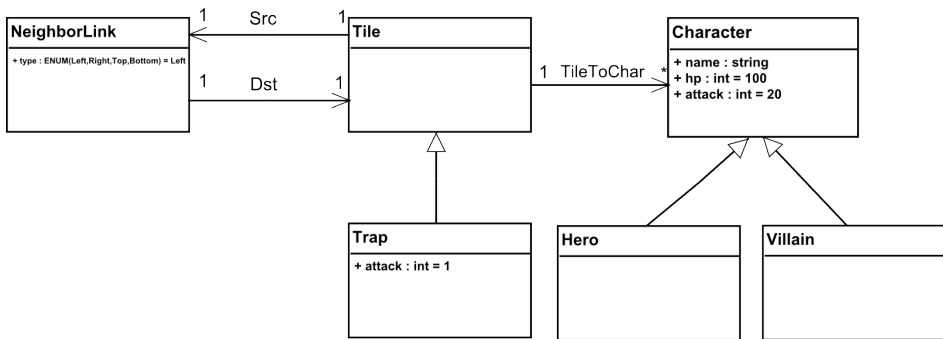 NeighborLink
+ type : ENUM(Left,Right,Top,Bottom) = Left
1 Src 1
1 Dst 1
Tile
1 TileToChar *
Character
+ name : string
+ hp : int = 100
+ attack : int = 20
Trap
+ attack : int = 1
Hero
Villain